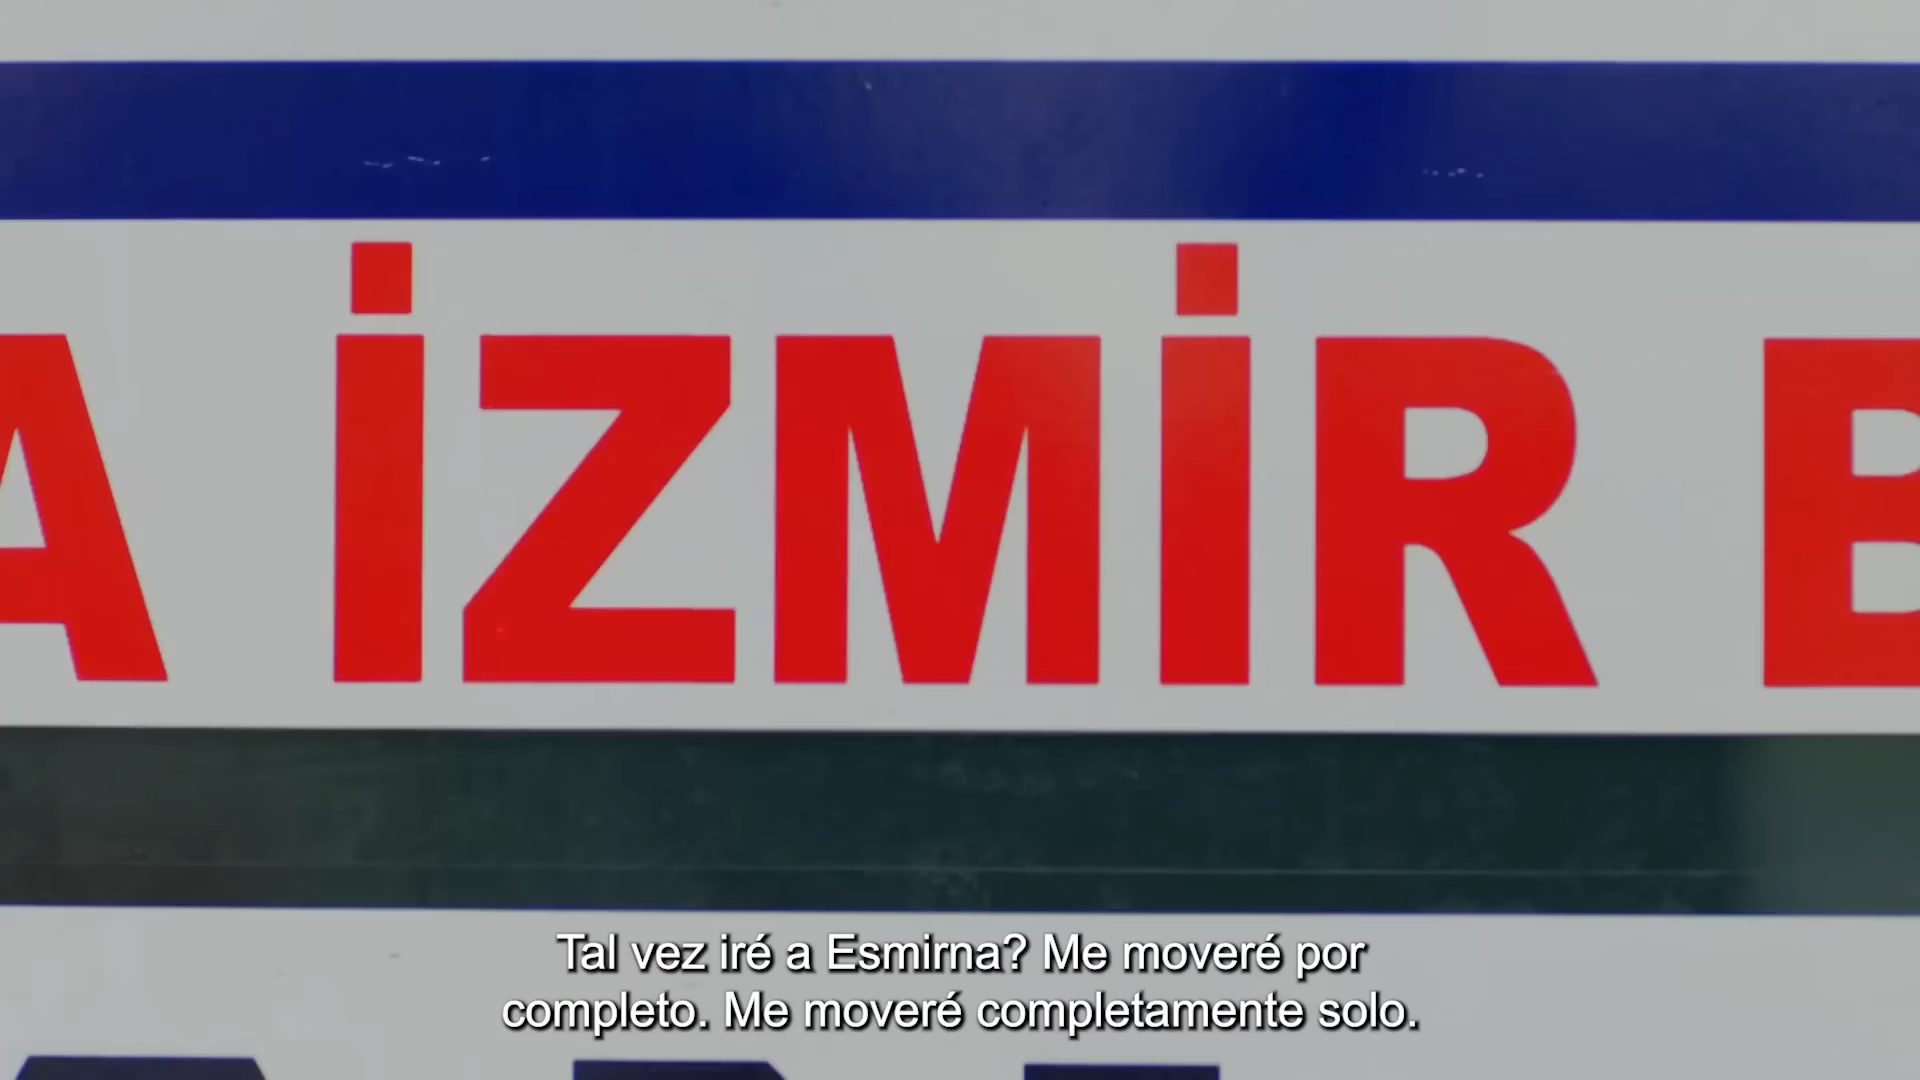 A İZMİR B
Tal vez iré a Esmirna? Me moveré por
completo. Me moveré completamente solo.